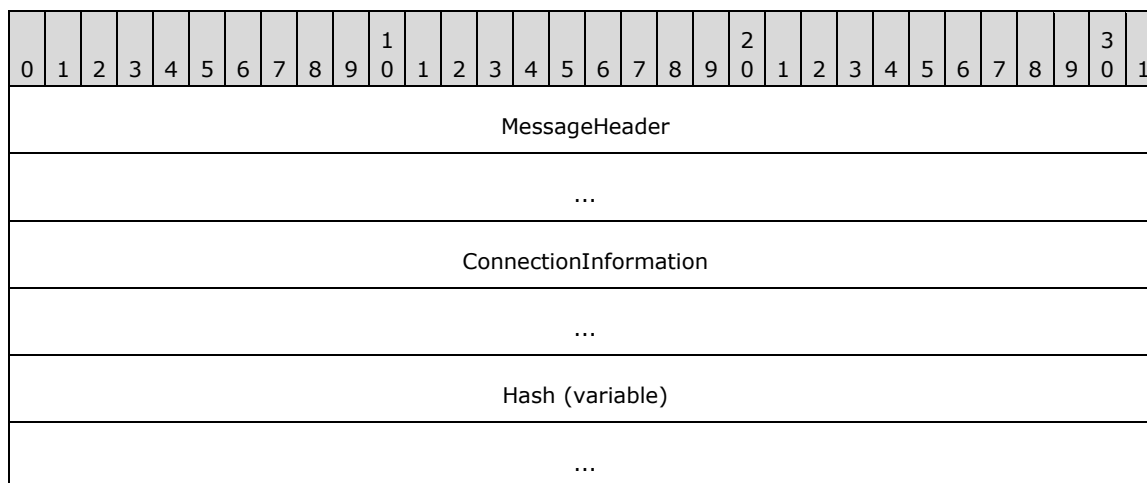 1 2 3
0 1 2 3 4 5 6 7 8 9 0 1 2 3 4 5 6 7 8 9 0 1 2 3 4 5 6 7 8 9 0 1
MessageHeader
...
ConnectionInformation
...
Hash (variable)
...